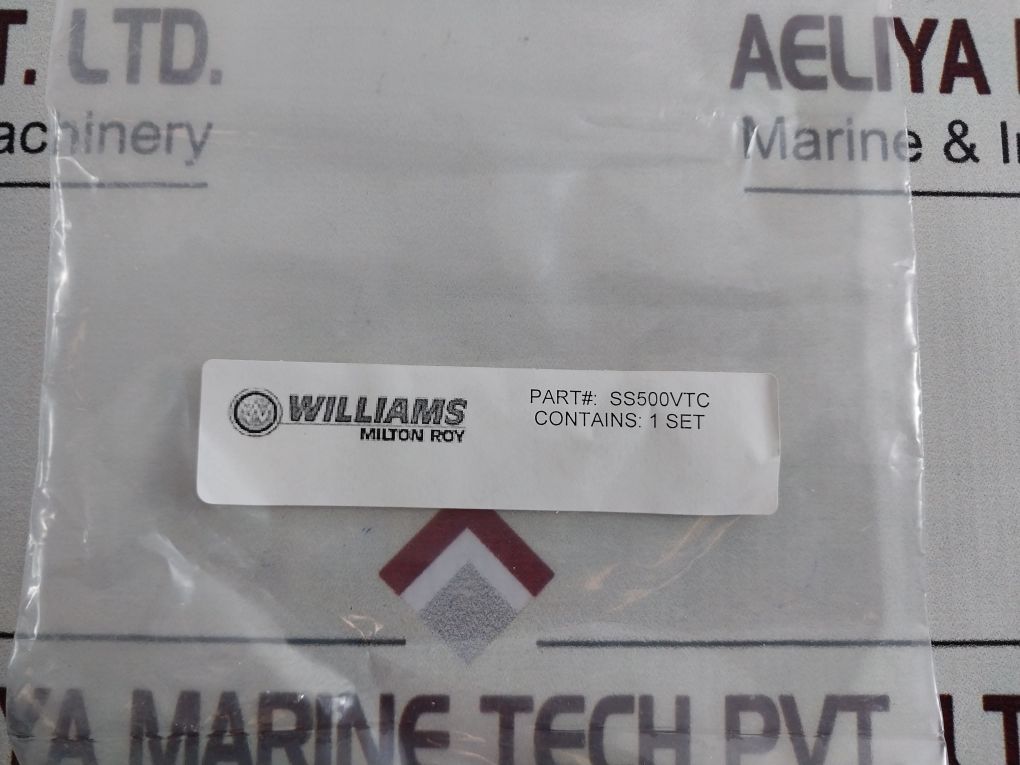 T. LTD.
AELIYA
achinery
Marine & I
WILLIAMS
MILTON ROY
PART#: SS500VTC
CONTAINS: 1 SET
YA MARINE TECH PVT. LT